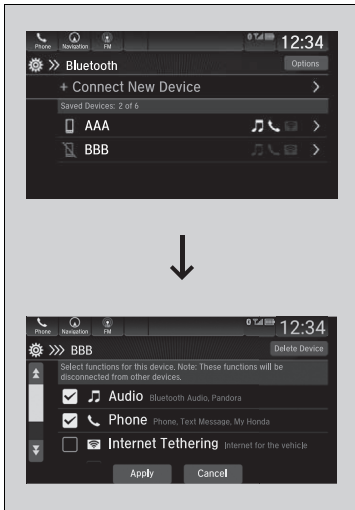 Phone Navigation FM 12:34
Bluetooth Options
+ Connect New Device
Saved Devices: 2 of 6
AAA
BBB
Phone Navigation FM 12:34
BBB Delete Device
Select functions for this device. Note: These functions will be
disconnected from other devices.
Audio Bluetooth Audio, Pandora
Phone Phone, Text Message, My Honda
Internet Tethering Internet for the vehicle
Apply Cancel